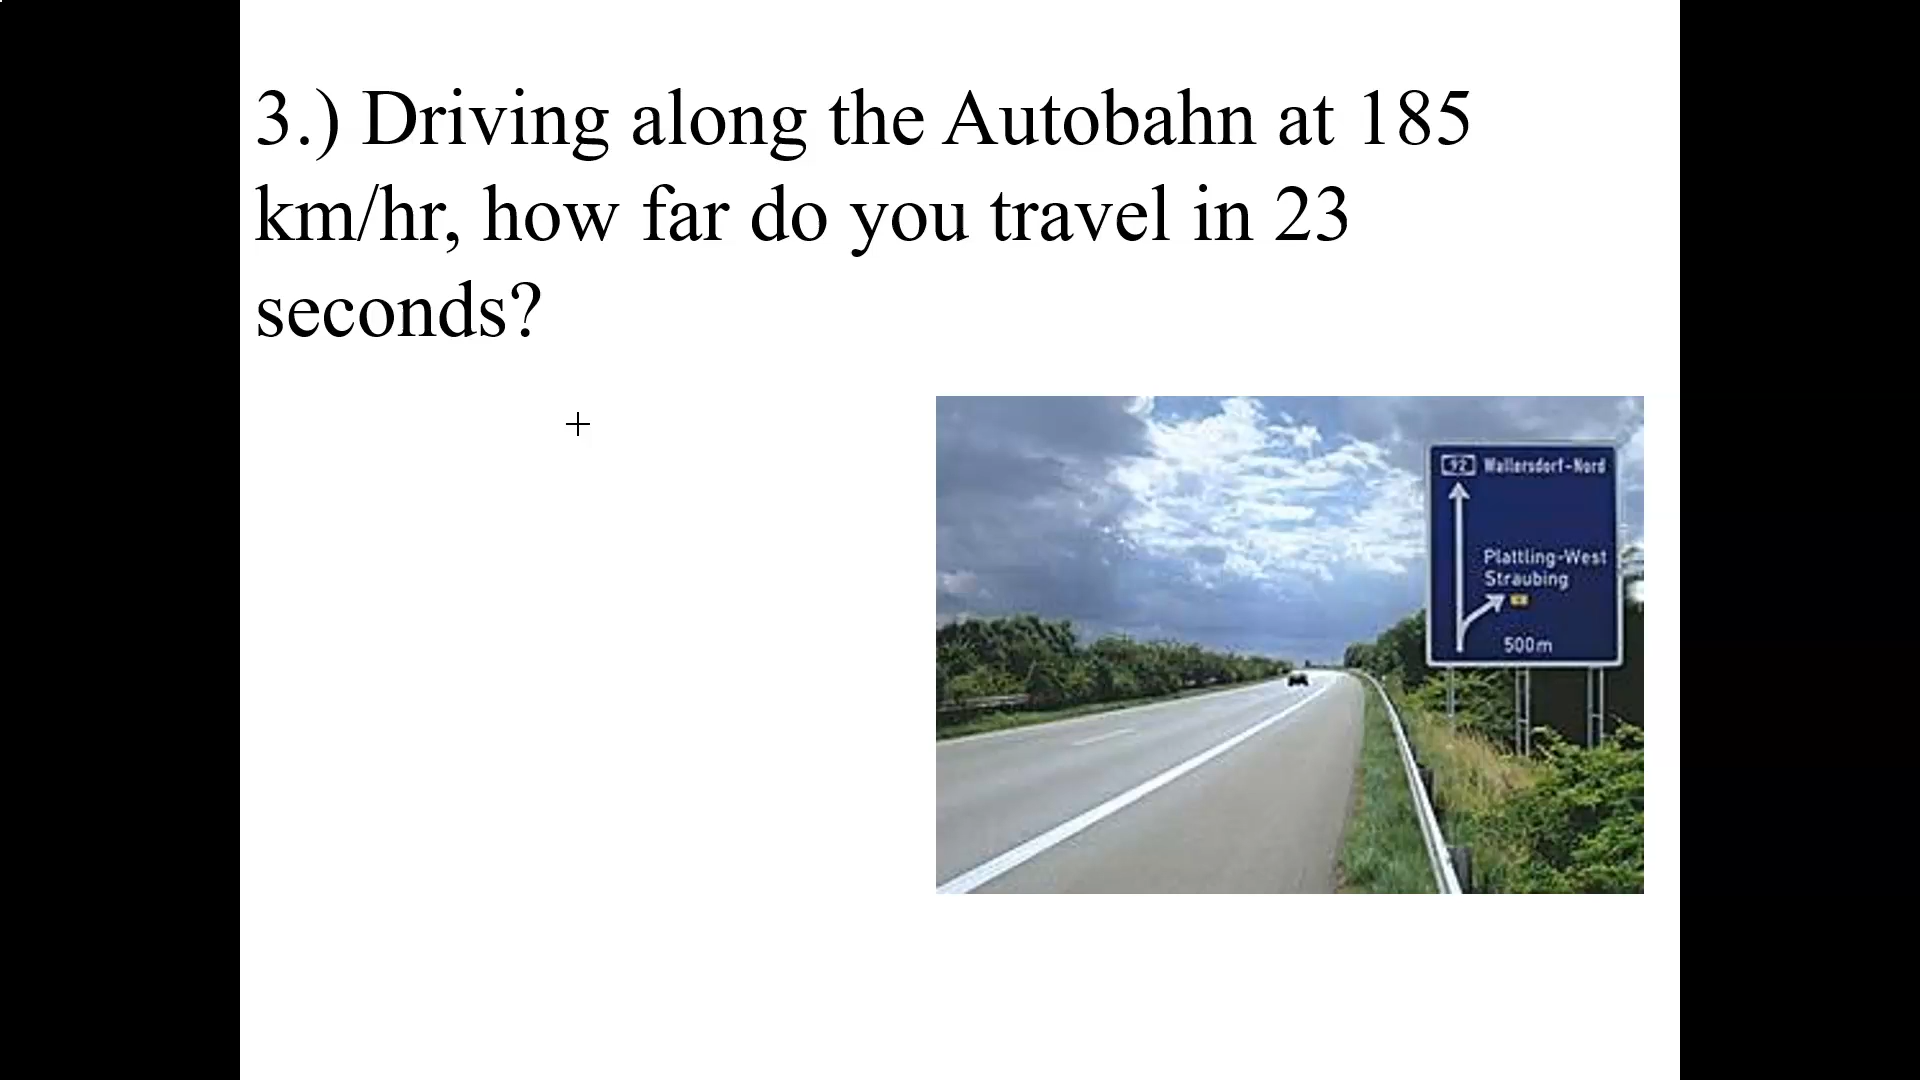 3.) Driving along the Autobahn at 185
km/hr, how far do you travel in 23
seconds?
92 Wallersdorf-Nord
Plattling-West
Straubing
500m